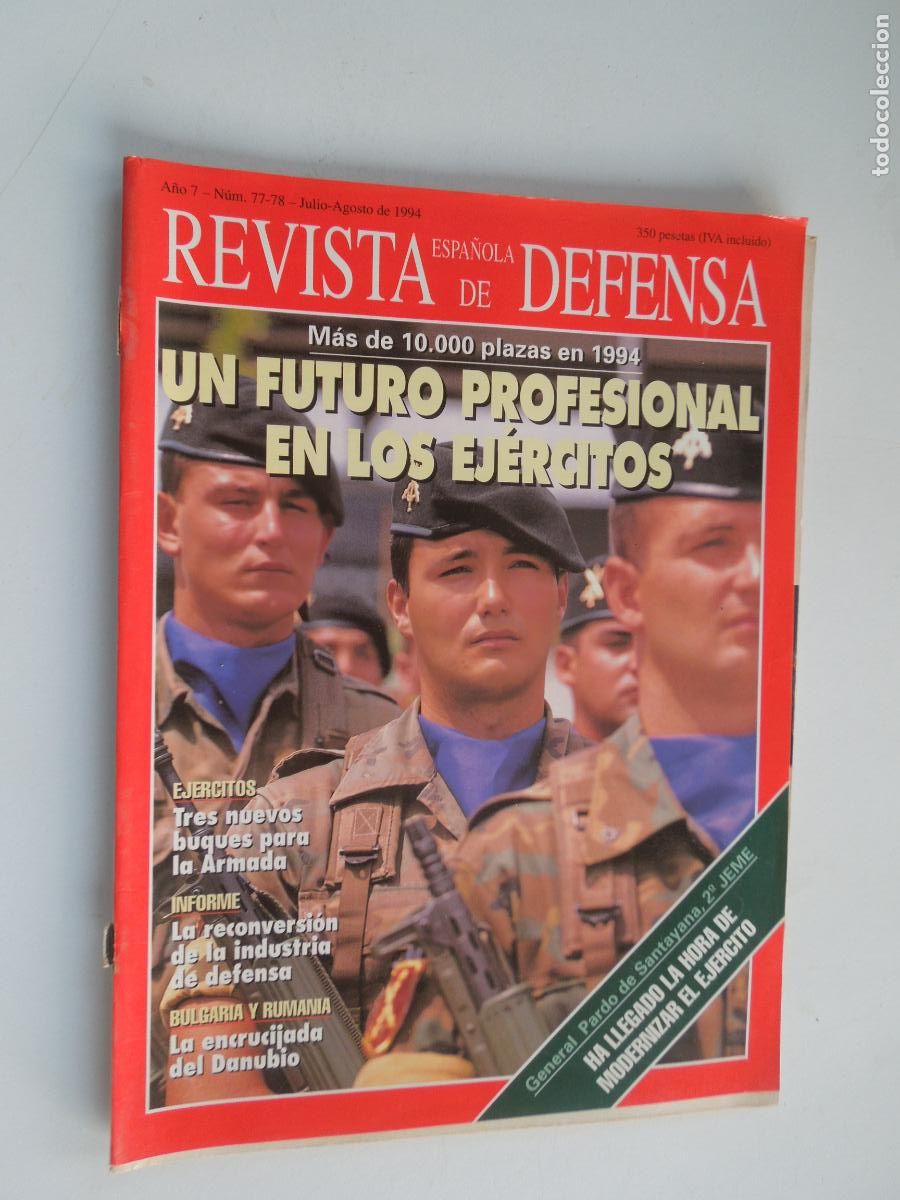 Año 7 – Núm. 77-78 – Julio-Agosto de 1994
350 pesetas (IVA incluido)
REVISTA ESPAÑOLA DE DEFENSA
Más de 10.000 plazas en 1994
UN FUTURO PROFESIONAL
EN LOS EJÉRCITOS
EJERCITOS
Tres nuevos
buques para
la Armada
INFORME
La reconversión
de la industria
de defensa
BULGARIA Y RUMANIA
La encrucijada
del Danubio
General Pardo de Santayana, 2º JEME
HA LLEGADO LA HORA DE
MODERNIZAR EL EJERCITO
todocoleccion